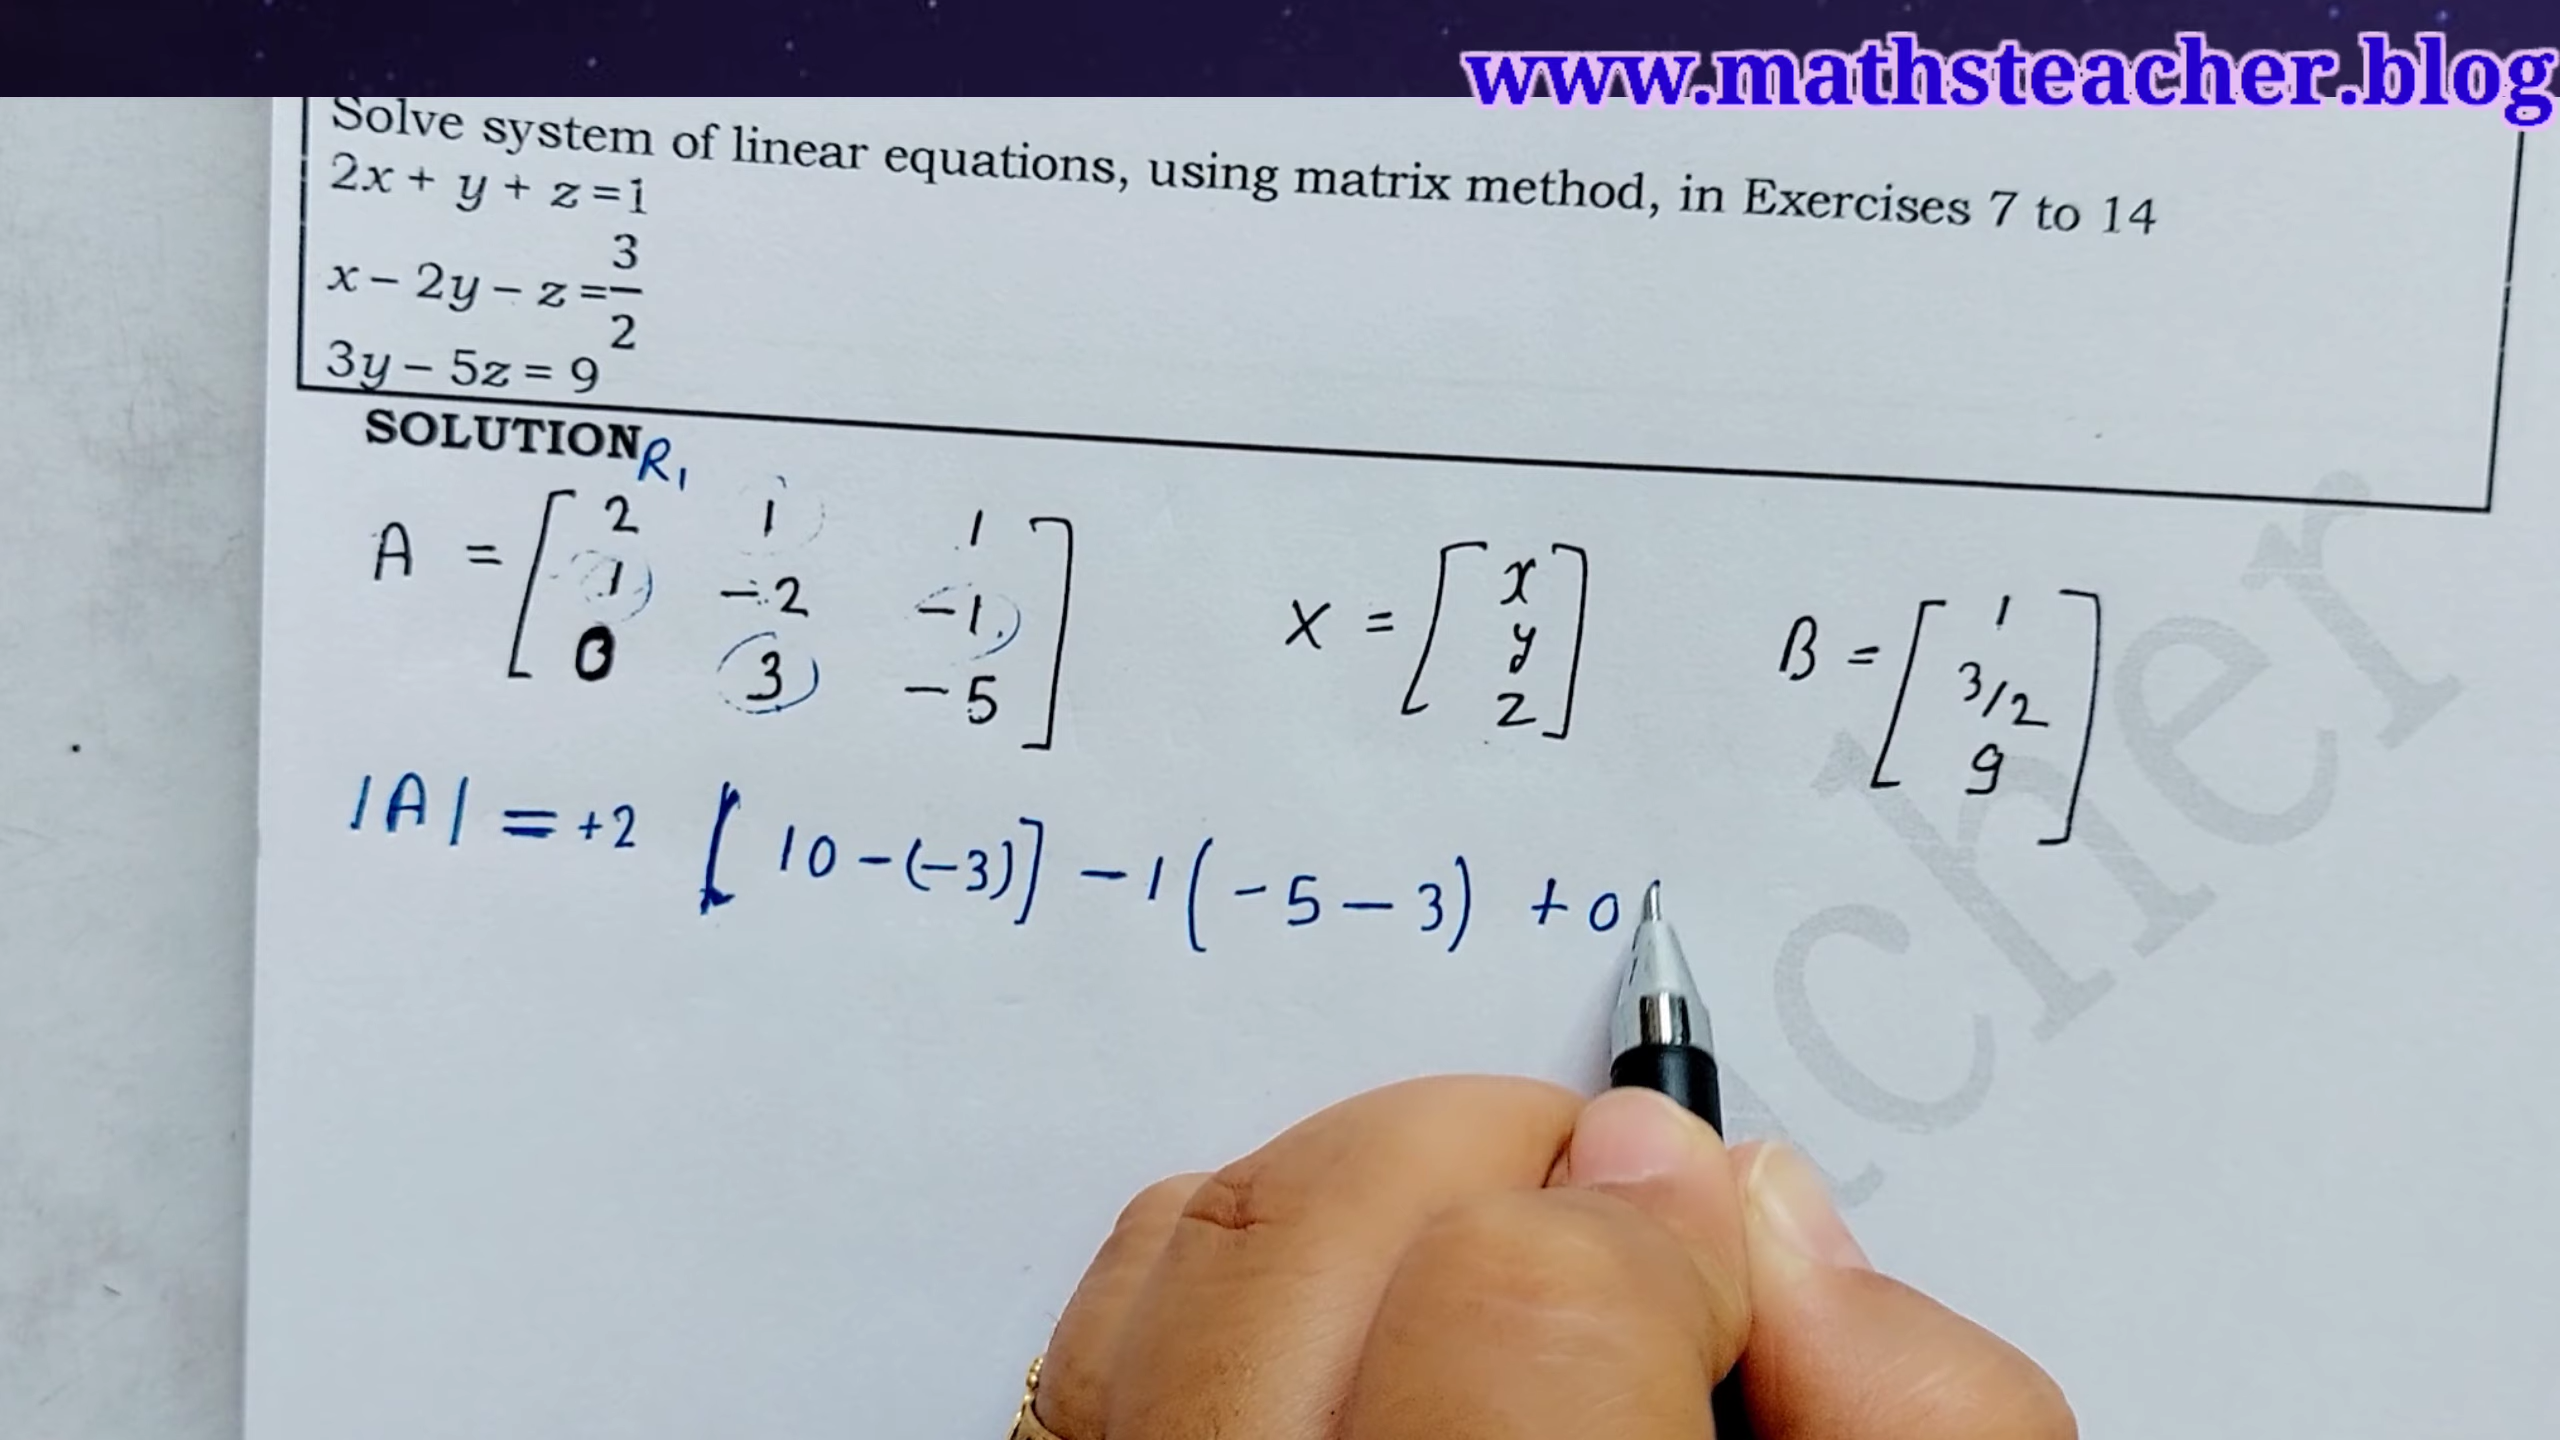 www.mathsteacher.blog
Solve system of linear equations, using matrix method, in Exercises 7 to 14
2x + y + z = 1
x – 2y – z = 3/2
3y – 5z = 9
SOLUTION
R1
A = [ 2 1 1
1 -2 -1
0 3 -5 ]
X = [ x
y
z ]
B = [ 1
3/2
9 ]
|A| = +2 [ 10 -(-3)] -1 ( -5 - 3) + 0(
cher